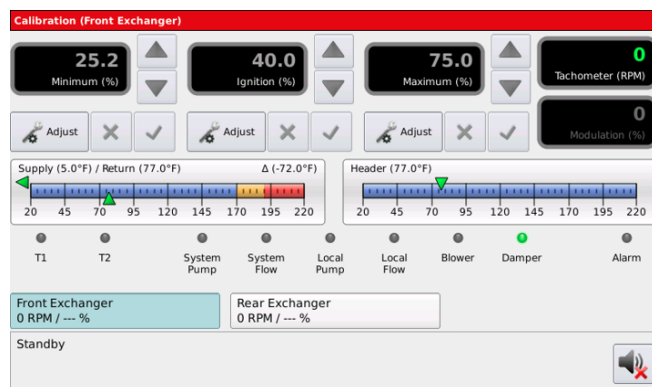 Calibration (Front Exchanger)
25.2
Minimum (%)
40.0
Ignition (%)
75.0
Maximum (%)
0
Tachometer (RPM)
Adjust
Adjust
Adjust
0
Modulation (%)
Supply (5.0°F) / Return (77.0°F) Δ (-72.0°F)
20 45 70 95 120 145 170 195 220
Header (77.0°F)
20 45 70 95 120 145 170 195 220
T1
T2
System
Pump
System
Flow
Local
Pump
Local
Flow
Blower
Damper
Alarm
Front Exchanger
0 RPM / --- %
Rear Exchanger
0 RPM / --- %
Standby